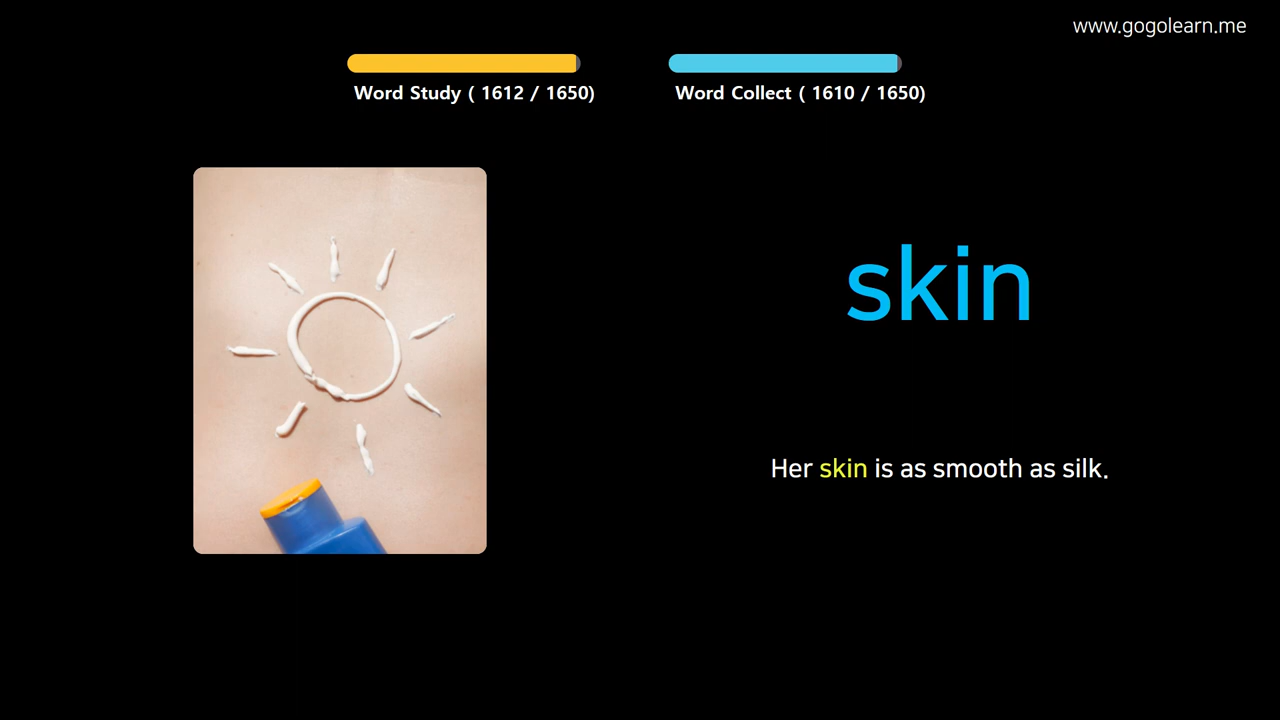 www.gogolearn.me
Word Study ( 1612 / 1650)
Word Collect ( 1610 / 1650)
skin
Her skin is as smooth as silk.